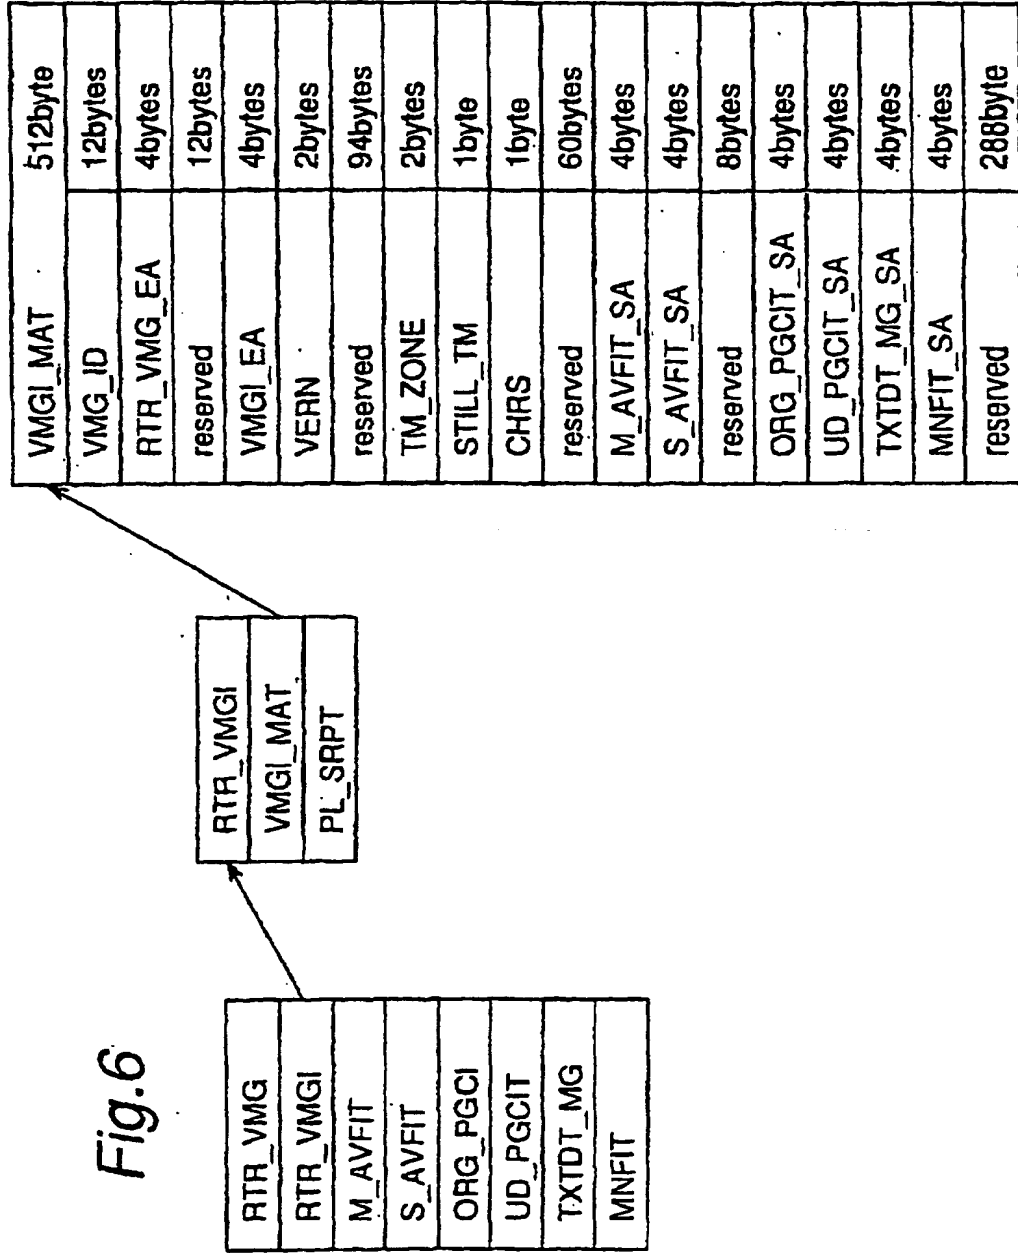 Fig.6
RTR_VMG
RTR_VMGI
M_AVFIT
S_AVFIT
ORG_PGCI
UD_PGCIT
TXTDT_MG
MNFIT
RTR_VMGI
VMGI_MAT
PL_SRPT
VMGI_MAT 512byte
VMG_ID 12bytes
RTR_VMG_EA 4bytes
reserved 12bytes
VMGI_EA 4bytes
VERN 2bytes
reserved 94bytes
TM_ZONE 2bytes
STILL_TM 1byte
CHRS 1byte
reserved 60bytes
M_AVFIT_SA 4bytes
S_AVFIT_SA 4bytes
reserved 8bytes
ORG_PGCIT_SA 4bytes
UD_PGCIT_SA 4bytes
TXTDT_MG_SA 4bytes
MNFIT_SA 4bytes
reserved 288byte